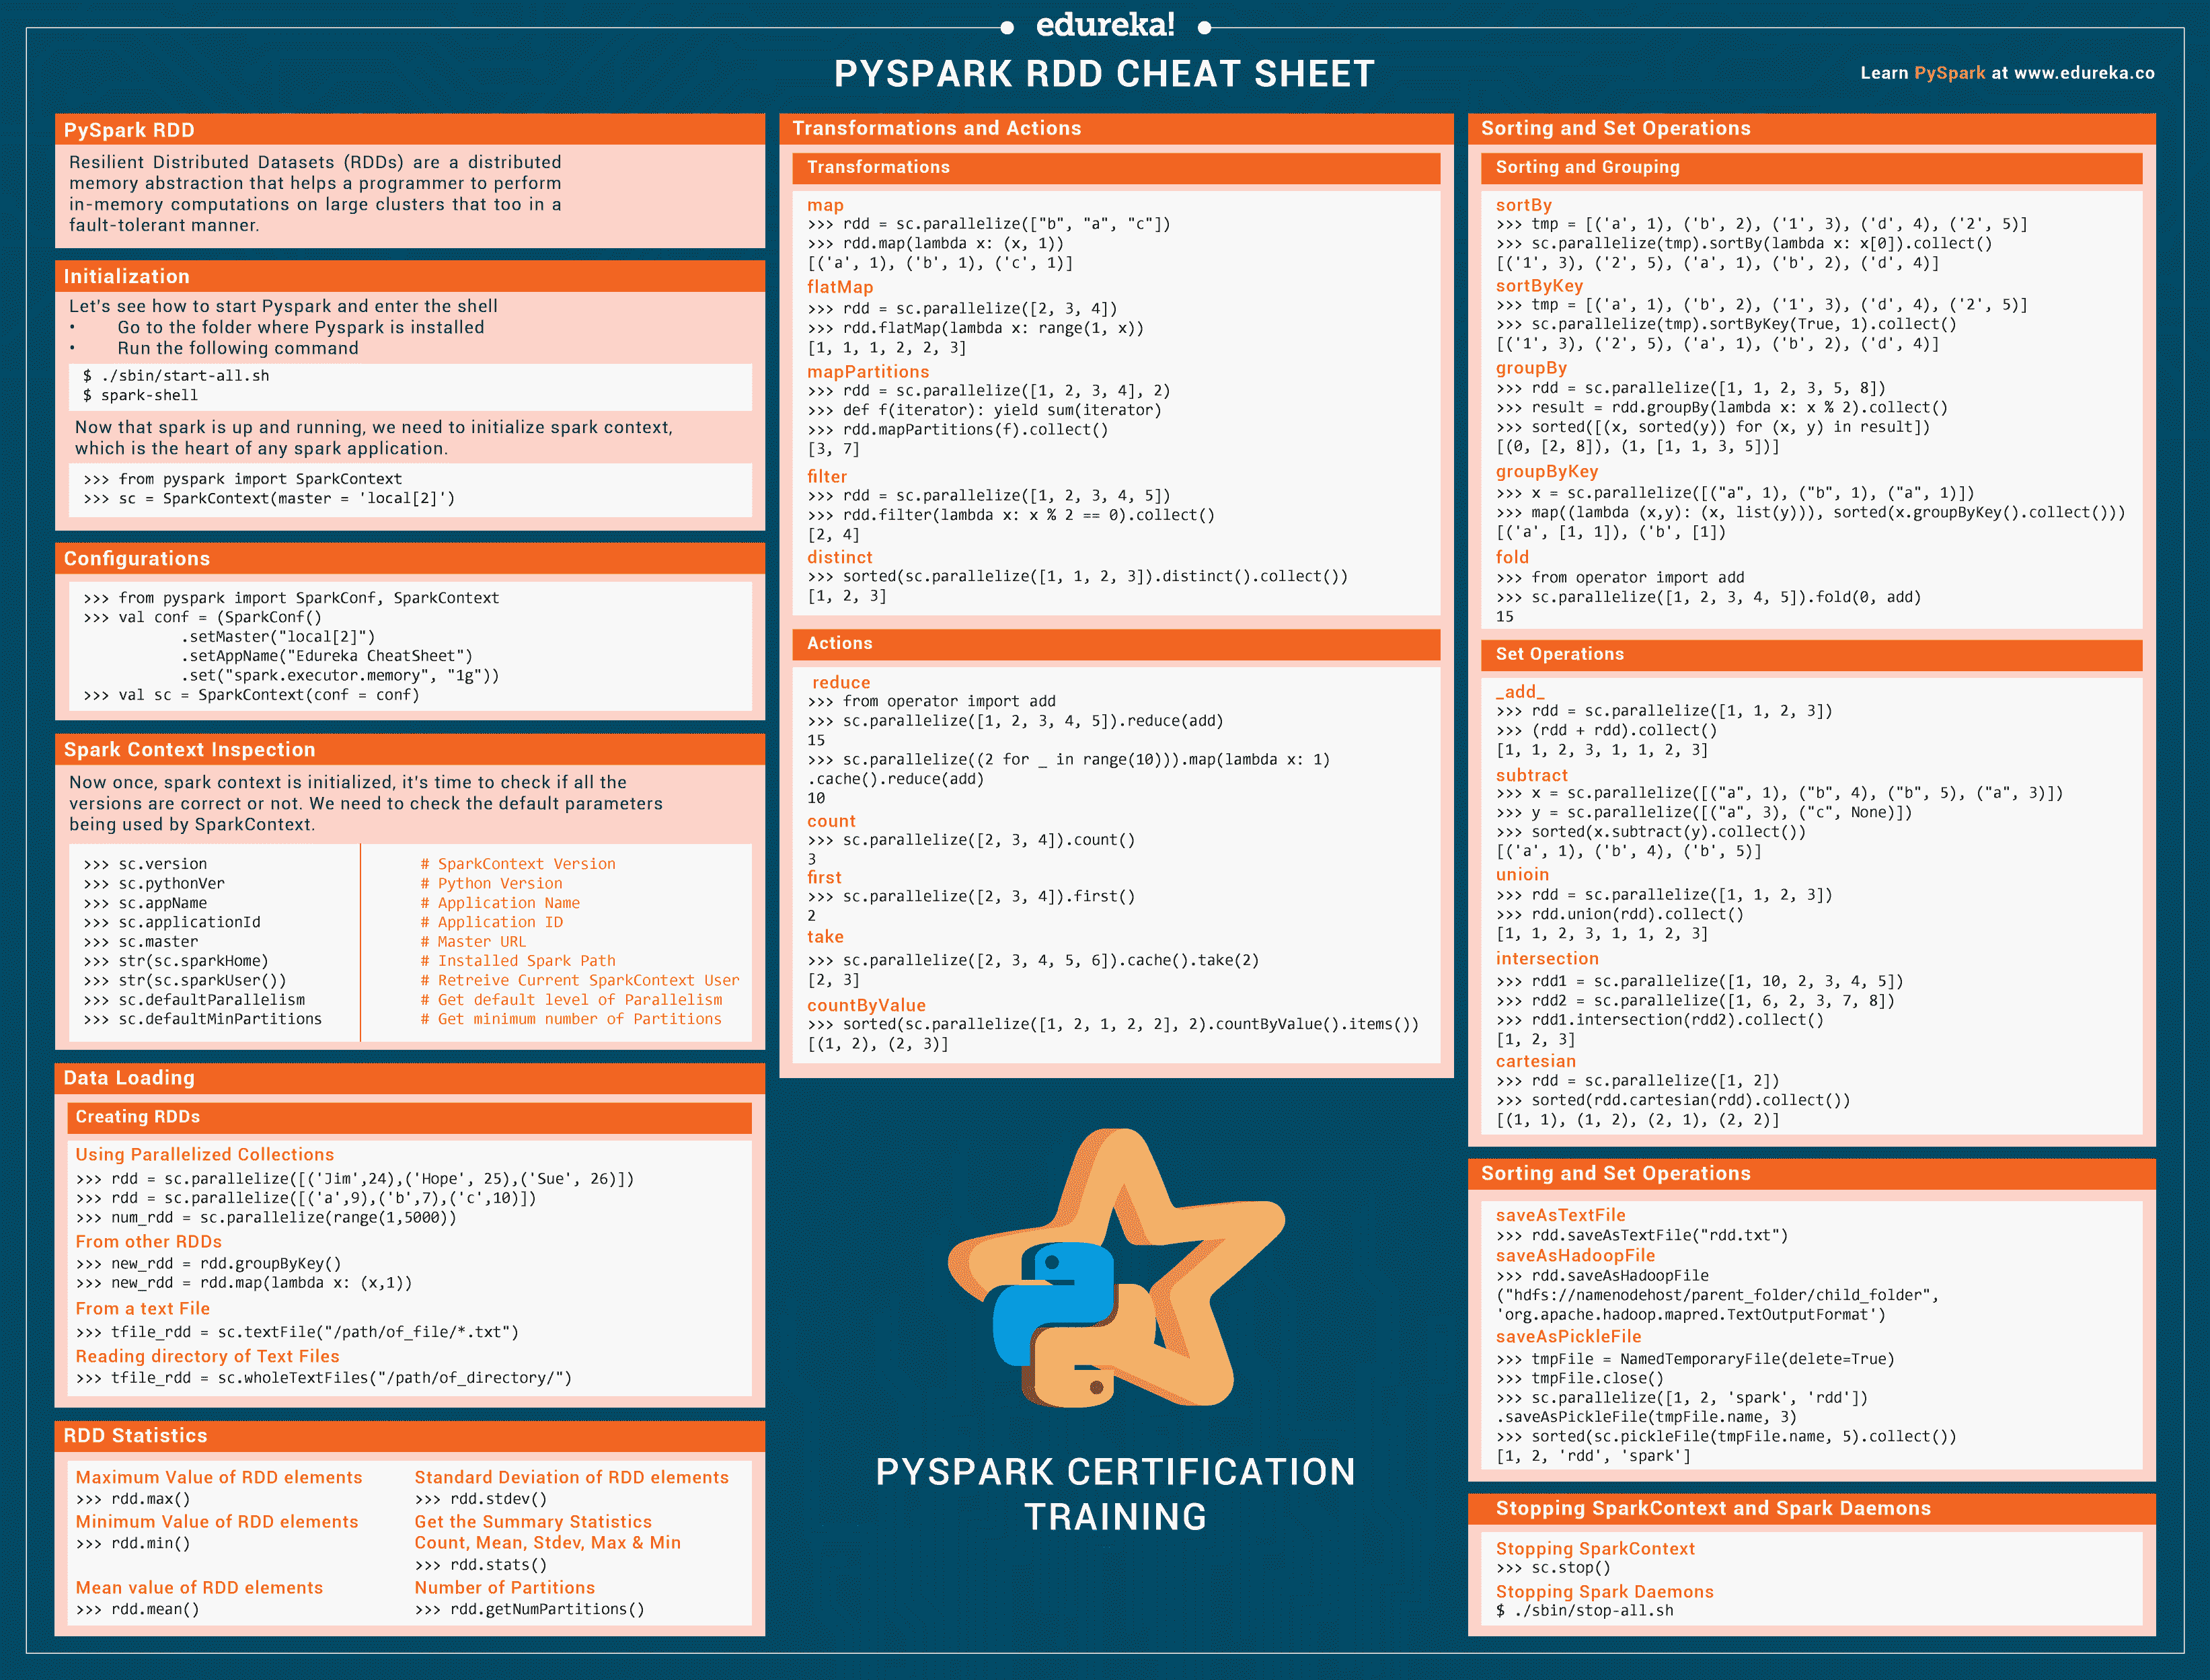 edureka!
PYSPARK RDD CHEAT SHEET
Learn PySpark at www.edureka.co
PySpark RDD
Resilient Distributed Datasets (RDDs) are a distributed
memory abstraction that helps a programmer to perform
in-memory computations on large clusters that too in a
fault-tolerant manner.
Initialization
Let's see how to start Pyspark and enter the shell
• Go to the folder where Pyspark is installed
• Run the following command
$ ./sbin/start-all.sh
$ spark-shell
Now that spark is up and running, we need to initialize spark context,
which is the heart of any spark application.
>>> from pyspark import SparkContext
>>> sc = SparkContext(master = 'local[2]')
Configurations
>>> from pyspark import SparkConf, SparkContext
>>> val conf = (SparkConf()
.setMaster("local[2]")
.setAppName("Edureka CheatSheet")
.set("spark.executor.memory", "1g"))
>>> val sc = SparkContext(conf = conf)
Spark Context Inspection
Now once, spark context is initialized, it's time to check if all the
versions are correct or not. We need to check the default parameters
being used by SparkContext.
>>> sc.version # SparkContext Version
>>> sc.pythonVer # Python Version
>>> sc.appName # Application Name
>>> sc.applicationId # Application ID
>>> sc.master # Master URL
>>> str(sc.sparkHome) # Installed Spark Path
>>> str(sc.sparkUser()) # Retreive Current SparkContext User
>>> sc.defaultParallelism # Get default level of Parallelism
>>> sc.defaultMinPartitions # Get minimum number of Partitions
Data Loading
Creating RDDs
Using Parallelized Collections
>>> rdd = sc.parallelize([('Jim',24),('Hope', 25),('Sue', 26)])
>>> rdd = sc.parallelize([('a',9),('b',7),('c',10)])
>>> num_rdd = sc.parallelize(range(1,5000))
From other RDDs
>>> new_rdd = rdd.groupByKey()
>>> new_rdd = rdd.map(lambda x: (x,1))
From a text File
>>> tfile_rdd = sc.textFile("/path/of_file/*.txt")
Reading directory of Text Files
>>> tfile_rdd = sc.wholeTextFiles("/path/of_directory/")
RDD Statistics
Maximum Value of RDD elements
>>> rdd.max()
Minimum Value of RDD elements
>>> rdd.min()
Mean value of RDD elements
>>> rdd.mean()
Standard Deviation of RDD elements
>>> rdd.stdev()
Get the Summary Statistics
Count, Mean, Stdev, Max & Min
>>> rdd.stats()
Number of Partitions
>>> rdd.getNumPartitions()
Transformations and Actions
Transformations
map
>>> rdd = sc.parallelize(["b", "a", "c"])
>>> rdd.map(lambda x: (x, 1))
[('a', 1), ('b', 1), ('c', 1)]
flatMap
>>> rdd = sc.parallelize([2, 3, 4])
>>> rdd.flatMap(lambda x: range(1, x))
[1, 1, 1, 2, 2, 3]
mapPartitions
>>> rdd = sc.parallelize([1, 2, 3, 4], 2)
>>> def f(iterator): yield sum(iterator)
>>> rdd.mapPartitions(f).collect()
[3, 7]
filter
>>> rdd = sc.parallelize([1, 2, 3, 4, 5])
>>> rdd.filter(lambda x: x % 2 == 0).collect()
[2, 4]
distinct
>>> sorted(sc.parallelize([1, 1, 2, 3]).distinct().collect())
[1, 2, 3]
Actions
reduce
>>> from operator import add
>>> sc.parallelize([1, 2, 3, 4, 5]).reduce(add)
15
>>> sc.parallelize((2 for _ in range(10))).map(lambda x: 1)
.cache().reduce(add)
10
count
>>> sc.parallelize([2, 3, 4]).count()
3
first
>>> sc.parallelize([2, 3, 4]).first()
2
take
>>> sc.parallelize([2, 3, 4, 5, 6]).cache().take(2)
[2, 3]
countByValue
>>> sorted(sc.parallelize([1, 2, 1, 2, 2], 2).countByValue().items())
[(1, 2), (2, 3)]
PYSPARK CERTIFICATION
TRAINING
Sorting and Set Operations
Sorting and Grouping
sortBy
>>> tmp = [('a', 1), ('b', 2), ('1', 3), ('d', 4), ('2', 5)]
>>> sc.parallelize(tmp).sortBy(lambda x: x[0]).collect()
[('1', 3), ('2', 5), ('a', 1), ('b', 2), ('d', 4)]
sortByKey
>>> tmp = [('a', 1), ('b', 2), ('1', 3), ('d', 4), ('2', 5)]
>>> sc.parallelize(tmp).sortByKey(True, 1).collect()
[('1', 3), ('2', 5), ('a', 1), ('b', 2), ('d', 4)]
groupBy
>>> rdd = sc.parallelize([1, 1, 2, 3, 5, 8])
>>> result = rdd.groupBy(lambda x: x % 2).collect()
>>> sorted([(x, sorted(y)) for (x, y) in result])
[(0, [2, 8]), (1, [1, 1, 3, 5])]
groupByKey
>>> x = sc.parallelize([("a", 1), ("b", 1), ("a", 1)])
>>> map((lambda (x,y): (x, list(y))), sorted(x.groupByKey().collect()))
[('a', [1, 1]), ('b', [1])
fold
>>> from operator import add
>>> sc.parallelize([1, 2, 3, 4, 5]).fold(0, add)
15
Set Operations
_add_
>>> rdd = sc.parallelize([1, 1, 2, 3])
>>> (rdd + rdd).collect()
[1, 1, 2, 3, 1, 1, 2, 3]
subtract
>>> x = sc.parallelize([("a", 1), ("b", 4), ("b", 5), ("a", 3)])
>>> y = sc.parallelize([("a", 3), ("c", None)])
>>> sorted(x.subtract(y).collect())
[('a', 1), ('b', 4), ('b', 5)]
unioin
>>> rdd = sc.parallelize([1, 1, 2, 3])
>>> rdd.union(rdd).collect()
[1, 1, 2, 3, 1, 1, 2, 3]
intersection
>>> rdd1 = sc.parallelize([1, 10, 2, 3, 4, 5])
>>> rdd2 = sc.parallelize([1, 6, 2, 3, 7, 8])
>>> rdd1.intersection(rdd2).collect()
[1, 2, 3]
cartesian
>>> rdd = sc.parallelize([1, 2])
>>> sorted(rdd.cartesian(rdd).collect())
[(1, 1), (1, 2), (2, 1), (2, 2)]
Sorting and Set Operations
saveAsTextFile
>>> rdd.saveAsTextFile("rdd.txt")
saveAsHadoopFile
>>> rdd.saveAsHadoopFile
("hdfs://namenodehost/parent_folder/child_folder",
'org.apache.hadoop.mapred.TextOutputFormat')
saveAsPickleFile
>>> tmpFile = NamedTemporaryFile(delete=True)
>>> tmpFile.close()
>>> sc.parallelize([1, 2, 'spark', 'rdd'])
.saveAsPickleFile(tmpFile.name, 3)
>>> sorted(sc.pickleFile(tmpFile.name, 5).collect())
[1, 2, 'rdd', 'spark']
Stopping SparkContext and Spark Daemons
Stopping SparkContext
>>> sc.stop()
Stopping Spark Daemons
$ ./sbin/stop-all.sh